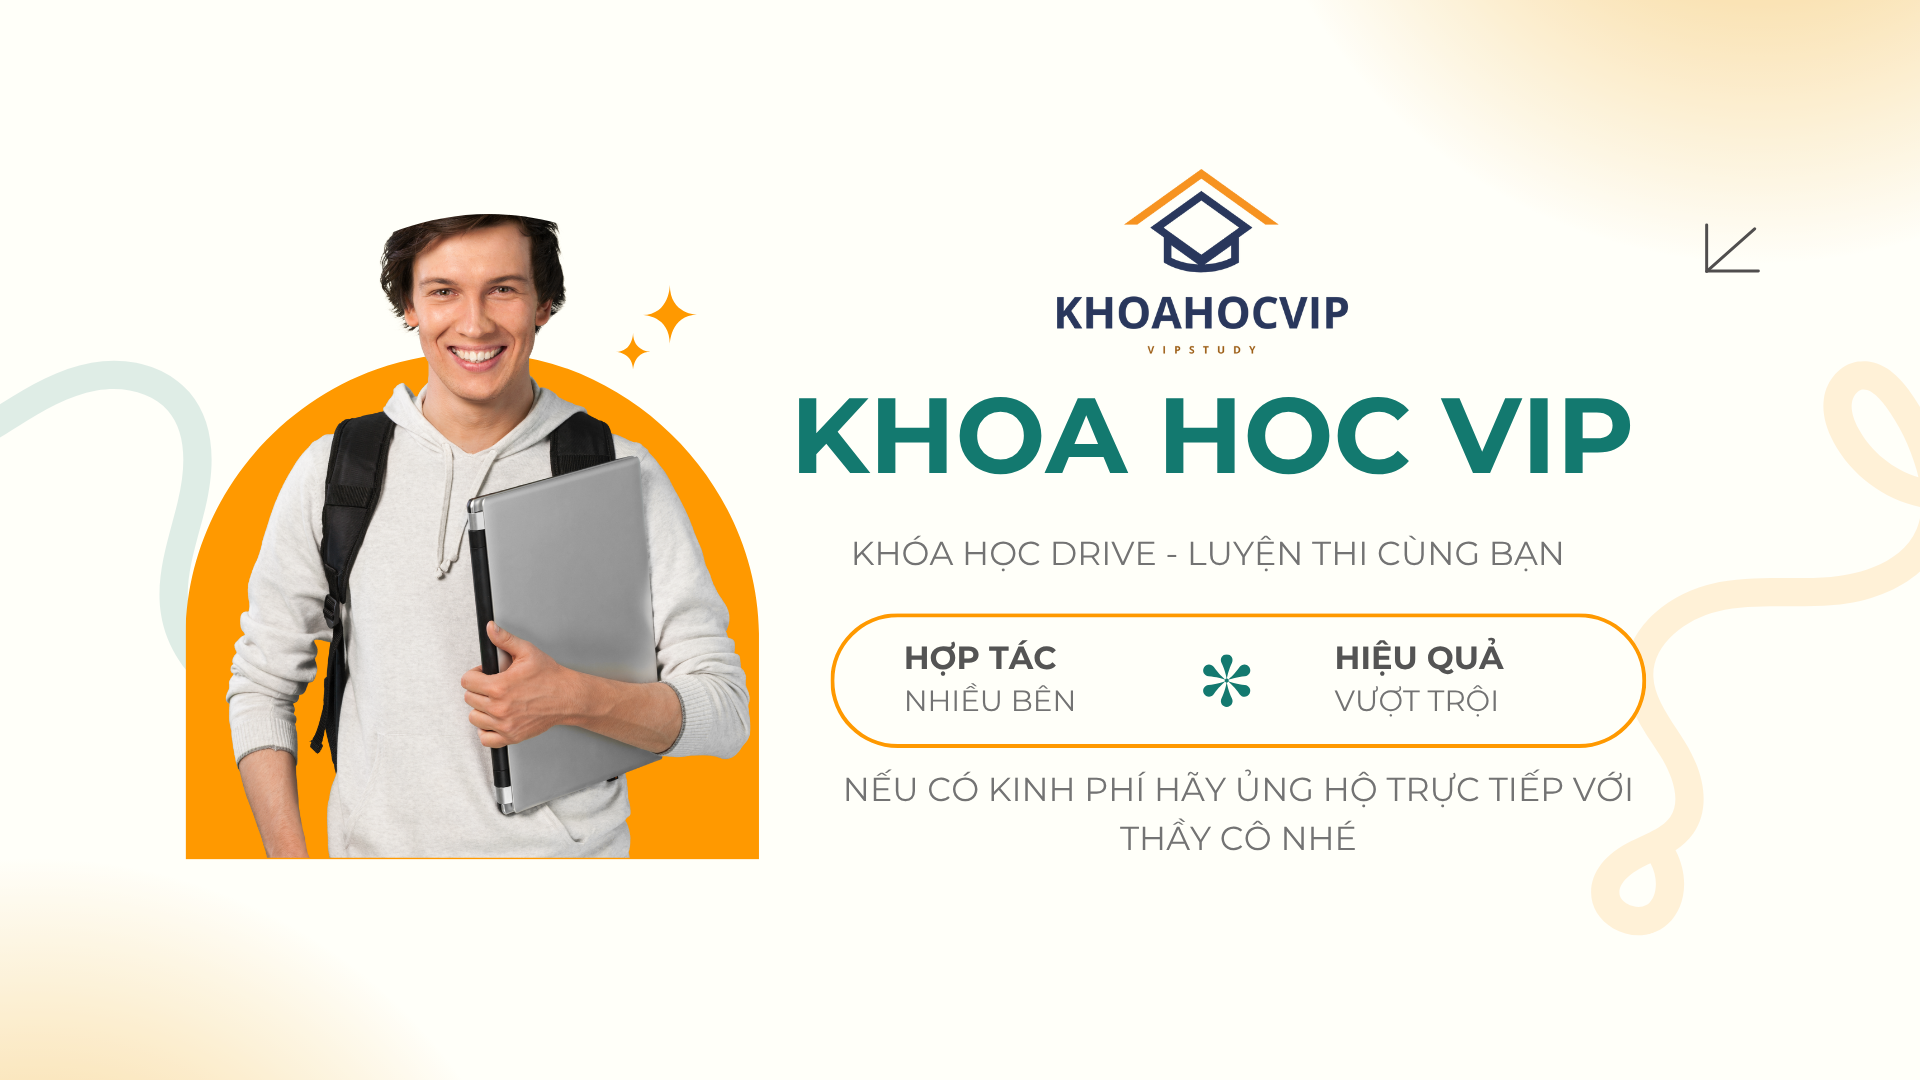 KHOAHOCVIP
VIPSTUDY
KHOA HOC VIP
KHÓA HỌC DRIVE - LUYỆN THI CÙNG BẠN
HỢP TÁC
NHIỀU BÊN
HIỆU QUẢ
VƯỢT TRỘI
NẾU CÓ KINH PHÍ HÃY ỦNG HỘ TRỰC TIẾP VỚI
THẦY CÔ NHÉ